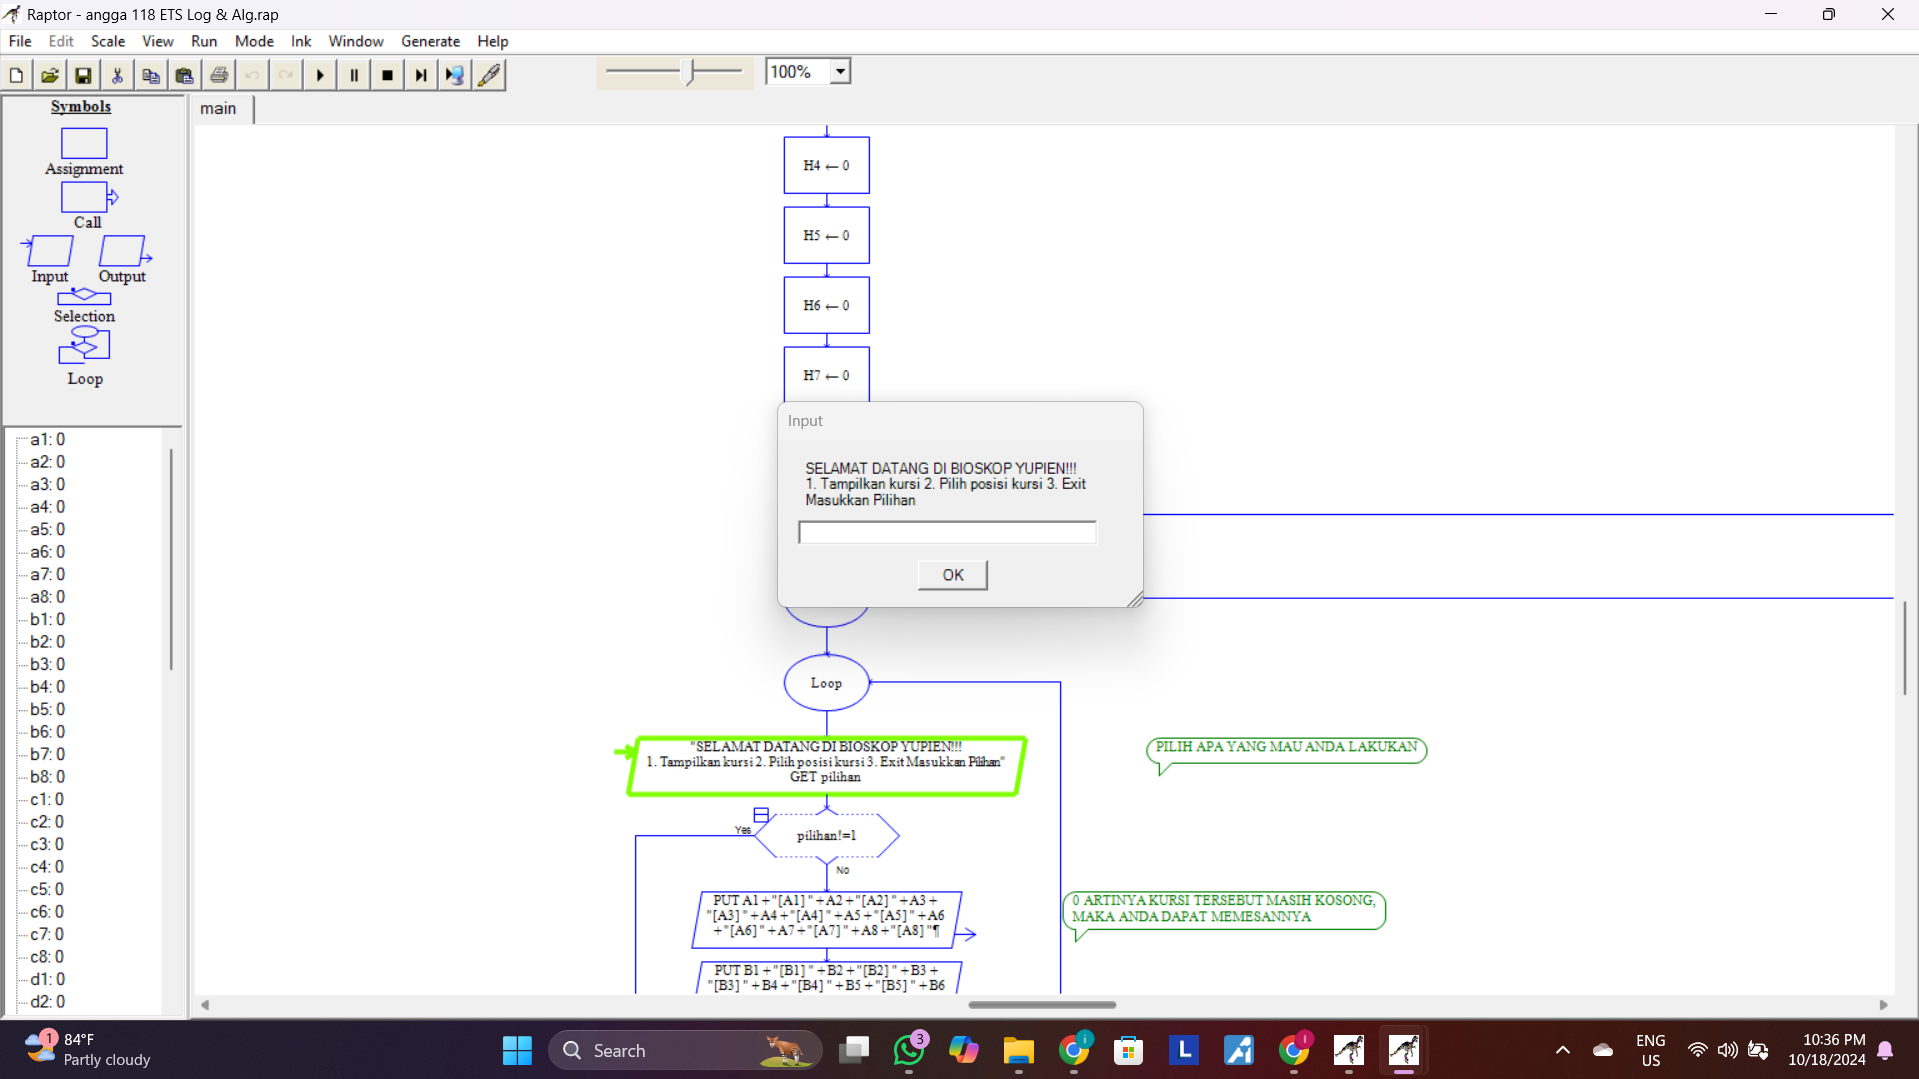 Raptor - angga 118 ETS Log & Alg.rap
File Edit Scale View Run Mode Ink Window Generate Help
100%
Symbols
Assignment
Call
Input Output
Selection
Loop
a1: 0
a2: 0
a3: 0
a4: 0
a5: 0
a6: 0
a7: 0
a8: 0
b1: 0
b2: 0
b3: 0
b4: 0
b5: 0
b6: 0
b7: 0
b8: 0
c1: 0
c2: 0
c3: 0
c4: 0
c5: 0
c6: 0
c7: 0
c8: 0
d1: 0
d2: 0
main
H4 ← 0
H5 ← 0
H6 ← 0
H7 ← 0
Input
SELAMAT DATANG DI BIOSKOP YUPIEN!!!
1. Tampilkan kursi 2. Pilih posisi kursi 3. Exit
Masukkan Pilihan
OK
Loop
"SELAMAT DATANG DI BIOSKOP YUPIEN!!!
1. Tampilkan kursi 2. Pilih posisi kursi 3. Exit Masukkan Pilihan"
GET pilihan
PILIH APA YANG MAU ANDA LAKUKAN
Yes
pilihan!=1
No
PUT A1 +"[A1] " +A2 +"[A2] " +A3 +
"[A3] " +A4 +"[A4] " +A5 +"[A5] " +A6
+"[A6] " +A7 +"[A7] " +A8 +"[A8] "¶
0 ARTINYA KURSI TERSEBUT MASIH KOSONG,
MAKA ANDA DAPAT MEMESANNYA
PUT B1 +"[B1] " +B2 +"[B2] " +B3 +
"[B3] " +B4 +"[B4] " +B5 +"[B5] " +B6
1
84°F
Partly cloudy
Search
3
L
ENG
US
10:36 PM
10/18/2024